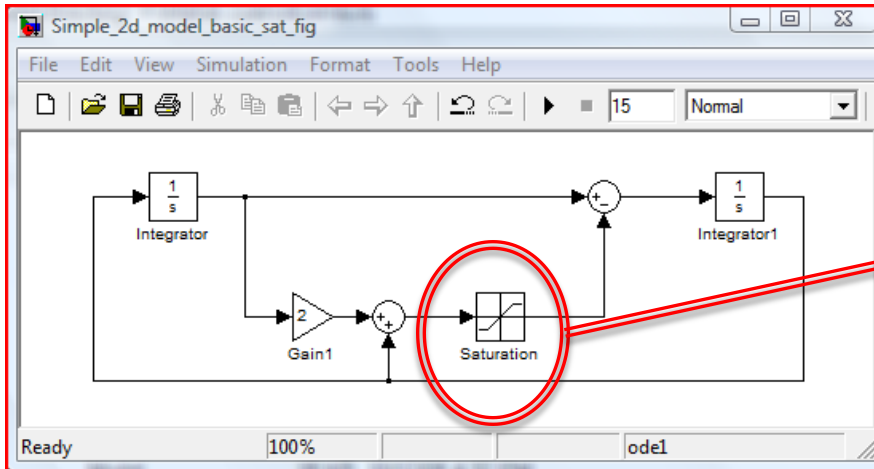 Simple_2d_model_basic_sat_fig
File Edit View Simulation Format Tools Help
15 Normal
1
s
Integrator
+
−
1
s
Integrator1
2
Gain1
+
+
Saturation
Ready 100% ode1